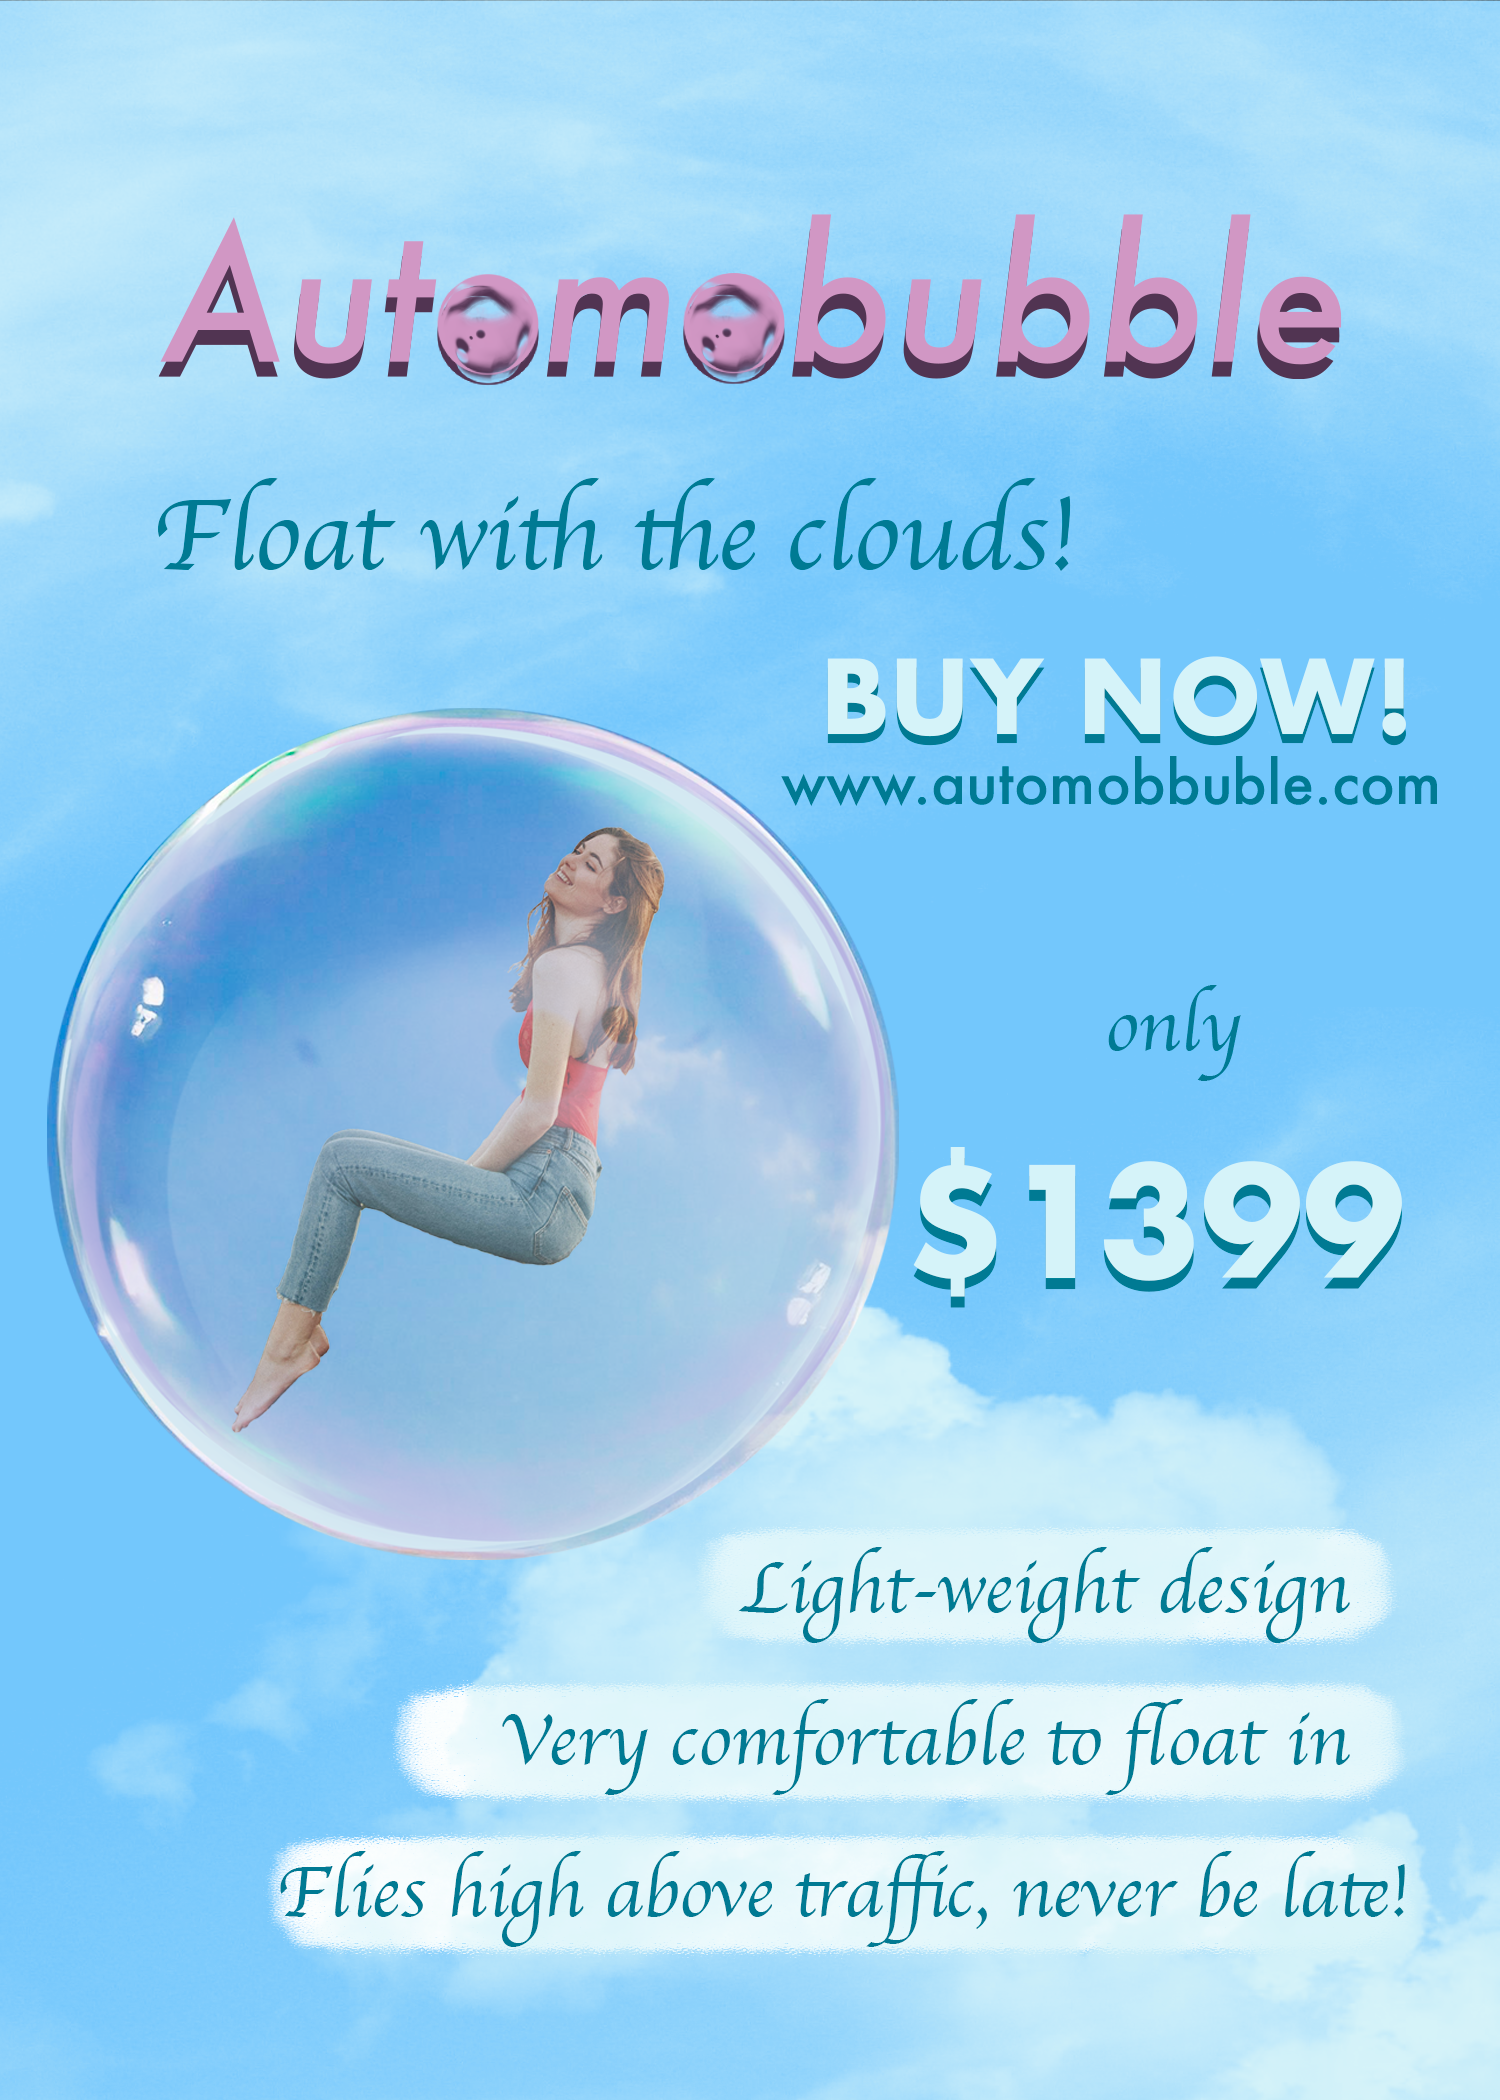 Automobubble
Float with the clouds!
BUY NOW!
www.automobbuble.com
only
$1399
Light-weight design
Very comfortable to float in
Flies high above traffic, never be late!